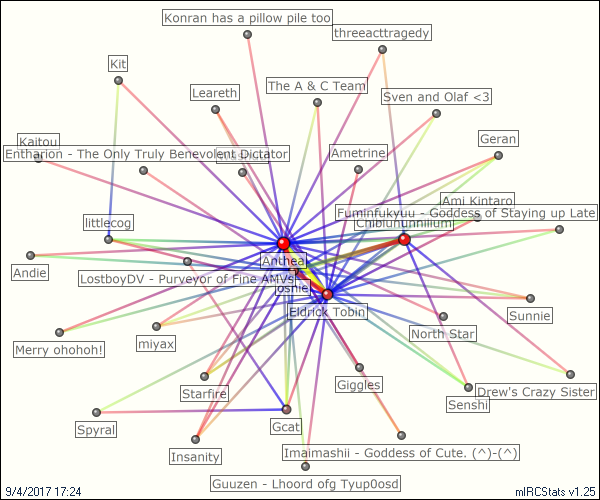 Konran has a pillow pile too
threeacttragedy
Kit
The A & C Team
Leareth
Sven and Olaf <3
Geran
Kaitou
Entharion - The Only Truly Benevolent Dictator
Ametrine
Ami Kintaro
Fuminfukyuu - Goddess of Staying up Late
littlecog
Anthea
Andie
LostboyDV - Purveyor of Fine AMVs
Eldrick Tobin
Sunnie
North Star
Merry ohohoh!
miyax
Giggles
Starfire
Drew's Crazy Sister
Senshi
Spyral
Gcat
Insanity
Imaimashii - Goddess of Cute. (^)-(^)
Guuzen - Lhoord ofg Tyup0osd
9/4/2017 17:24
mIRCStats v1.25